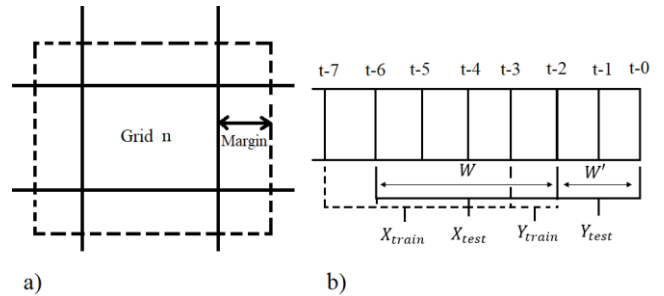 Grid n
Margin
a)
t-7 t-6 t-5 t-4 t-3 t-2 t-1 t-0
W W'
X_train X_test Y_train Y_test
b)